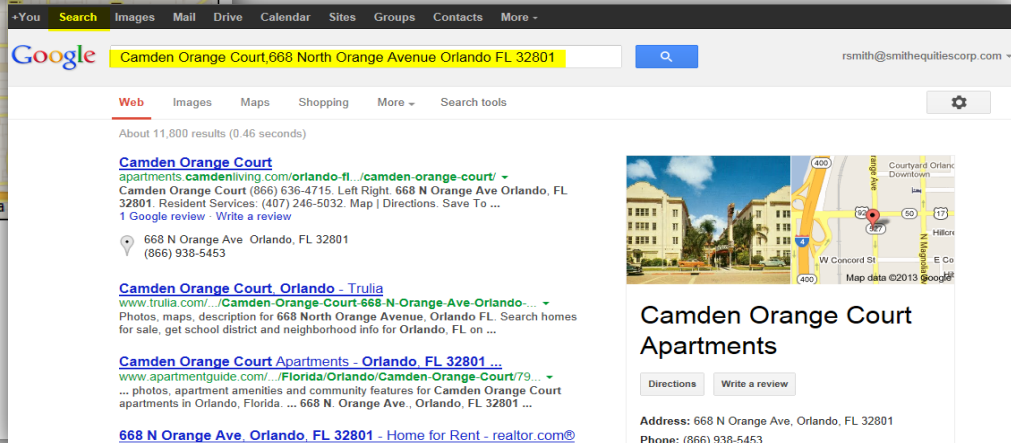 +You Search Images Mail Drive Calendar Sites Groups Contacts More
Google Camden Orange Court,668 North Orange Avenue Orlando FL 32801 rsmith@smithequitiescorp.com
Web Images Maps Shopping More Search tools
About 11,800 results (0.46 seconds)
Camden Orange Court
apartments.camdenliving.com/orlando-fl.../camden-orange-court/
Camden Orange Court (866) 636-4715. Left Right. 668 N Orange Ave Orlando, FL
32801. Resident Services: (407) 246-5032. Map | Directions. Save To ...
1 Google review · Write a review
668 N Orange Ave Orlando, FL 32801
(866) 938-5453
Camden Orange Court, Orlando - Trulia
www.trulia.com/.../Camden-Orange-Court-668-N-Orange-Ave-Orlando-...
Photos, maps, description for 668 North Orange Avenue, Orlando FL. Search homes
for sale, get school district and neighborhood info for Orlando, FL on ...
Camden Orange Court Apartments - Orlando, FL 32801 ...
www.apartmentguide.com/.../Florida/Orlando/Camden-Orange-Court/79...
... photos, apartment amenities and community features for Camden Orange Court
apartments in Orlando, Florida. ... 668 N. Orange Ave., Orlando, FL 32801 ...
668 N Orange Ave, Orlando, FL 32801 - Home for Rent - realtor.com®
400
range Ave
Courtyard Orlando
Downtown
92
50
17
527
Hillcre
4
N Magnolia
W Concord St
E Co
400
Map data ©2013 Google
Camden Orange Court
Apartments
Directions Write a review
Address: 668 N Orange Ave, Orlando, FL 32801
Phone: (866) 938-5453